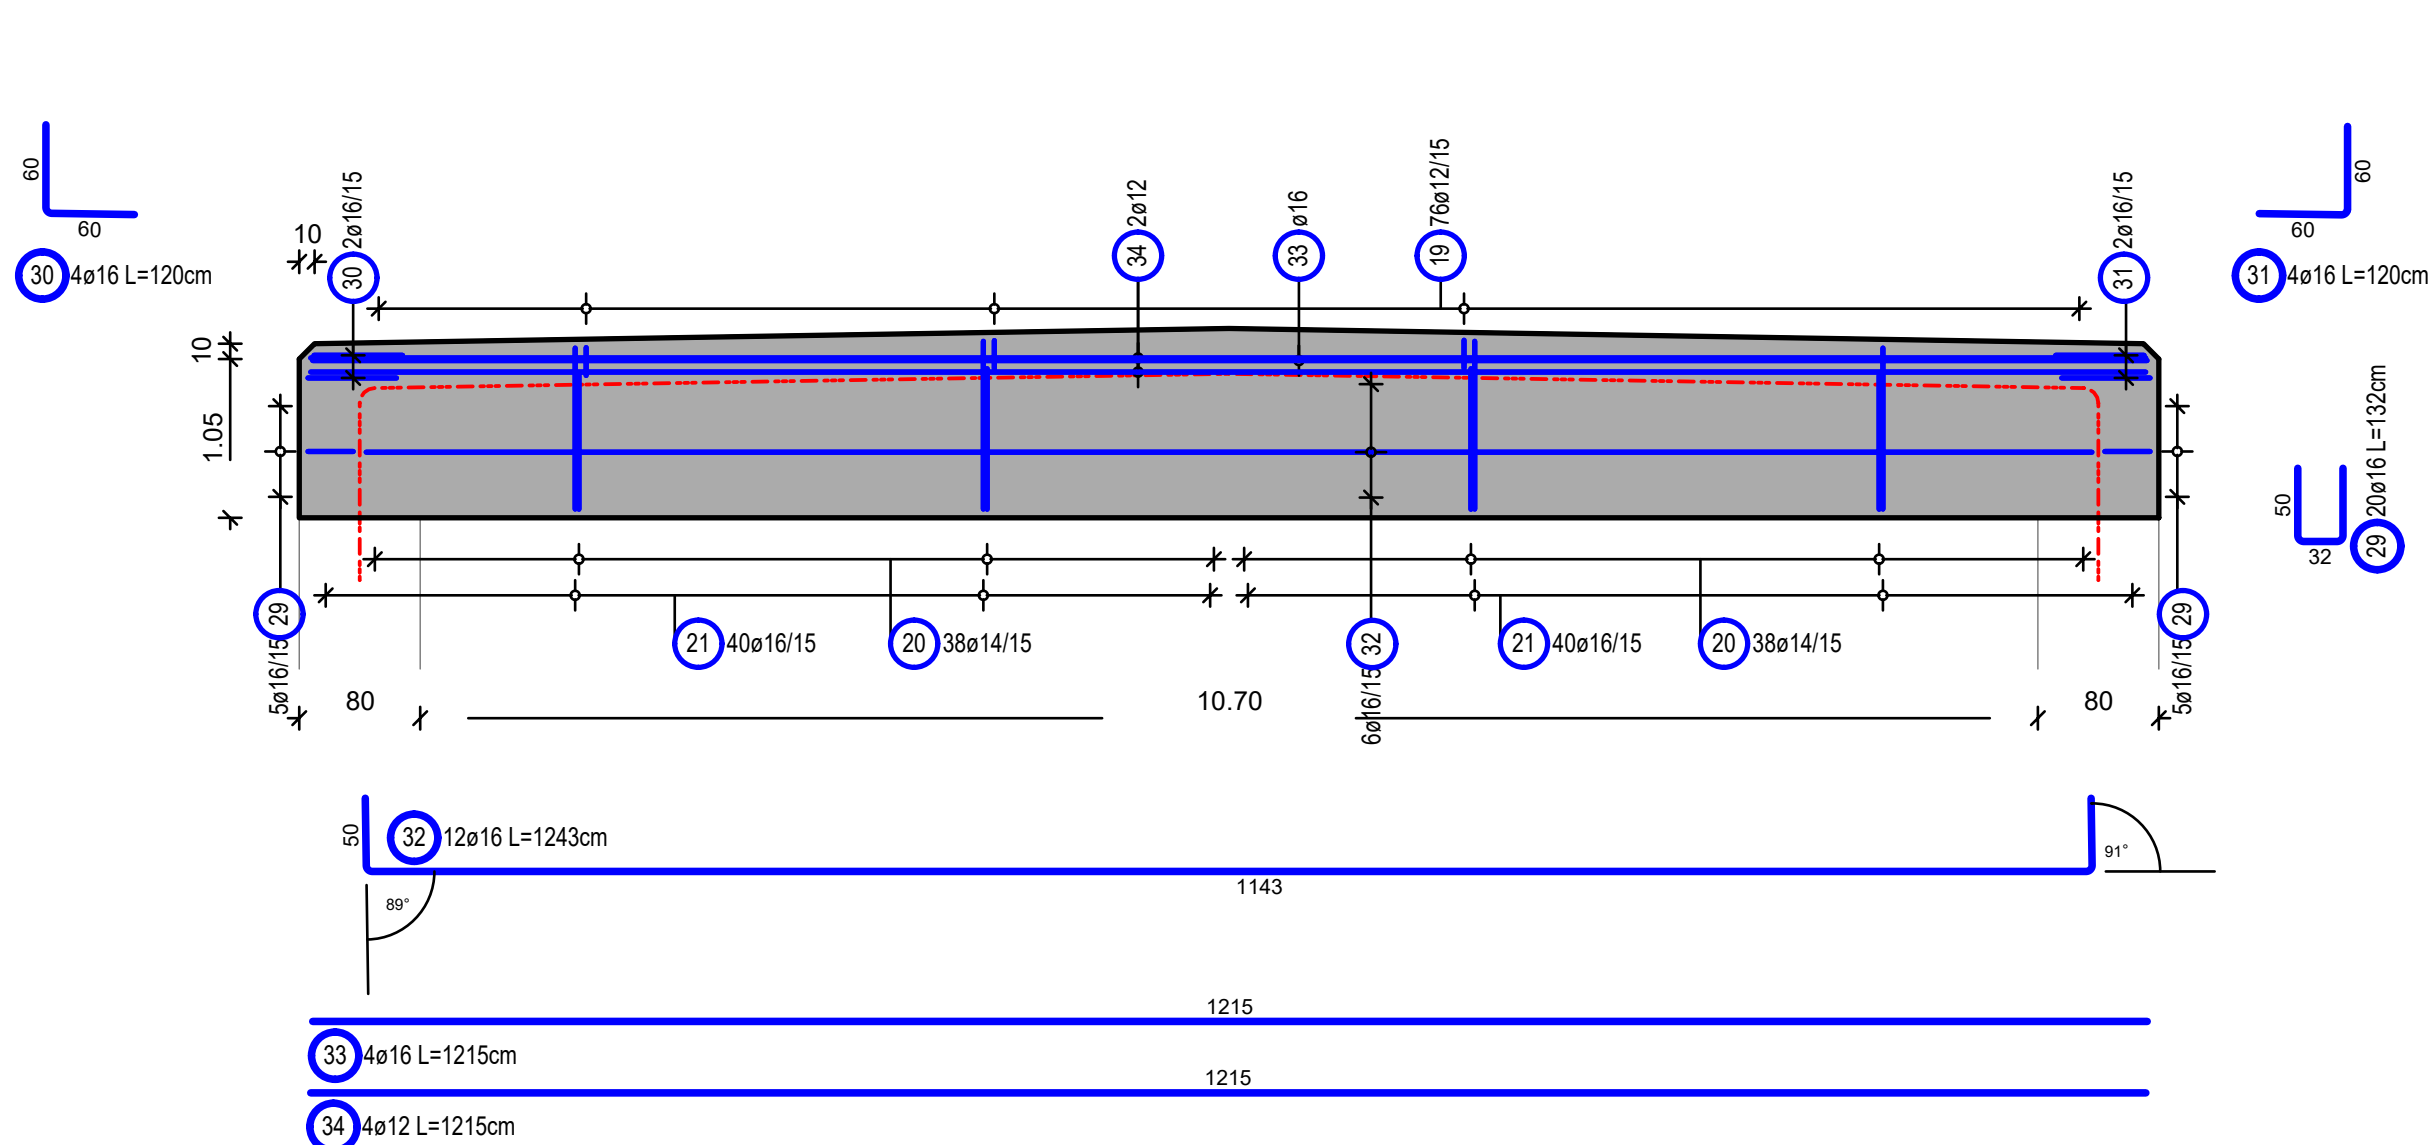 60
60
30 4ø16 L=120cm
10
30 2ø16/15
34 2ø12
33 ø16
19 76ø12/15
31 2ø16/15
60
60
31 4ø16 L=120cm
10
1.05
29 5ø16/15
21 40ø16/15
20 38ø14/15
32 6ø16/15
21 40ø16/15
20 38ø14/15
29 5ø16/15
50
32
29 20ø16 L=132cm
80
10.70
80
50
32 12ø16 L=1243cm
1143
89°
91°
1215
33 4ø16 L=1215cm
1215
34 4ø12 L=1215cm